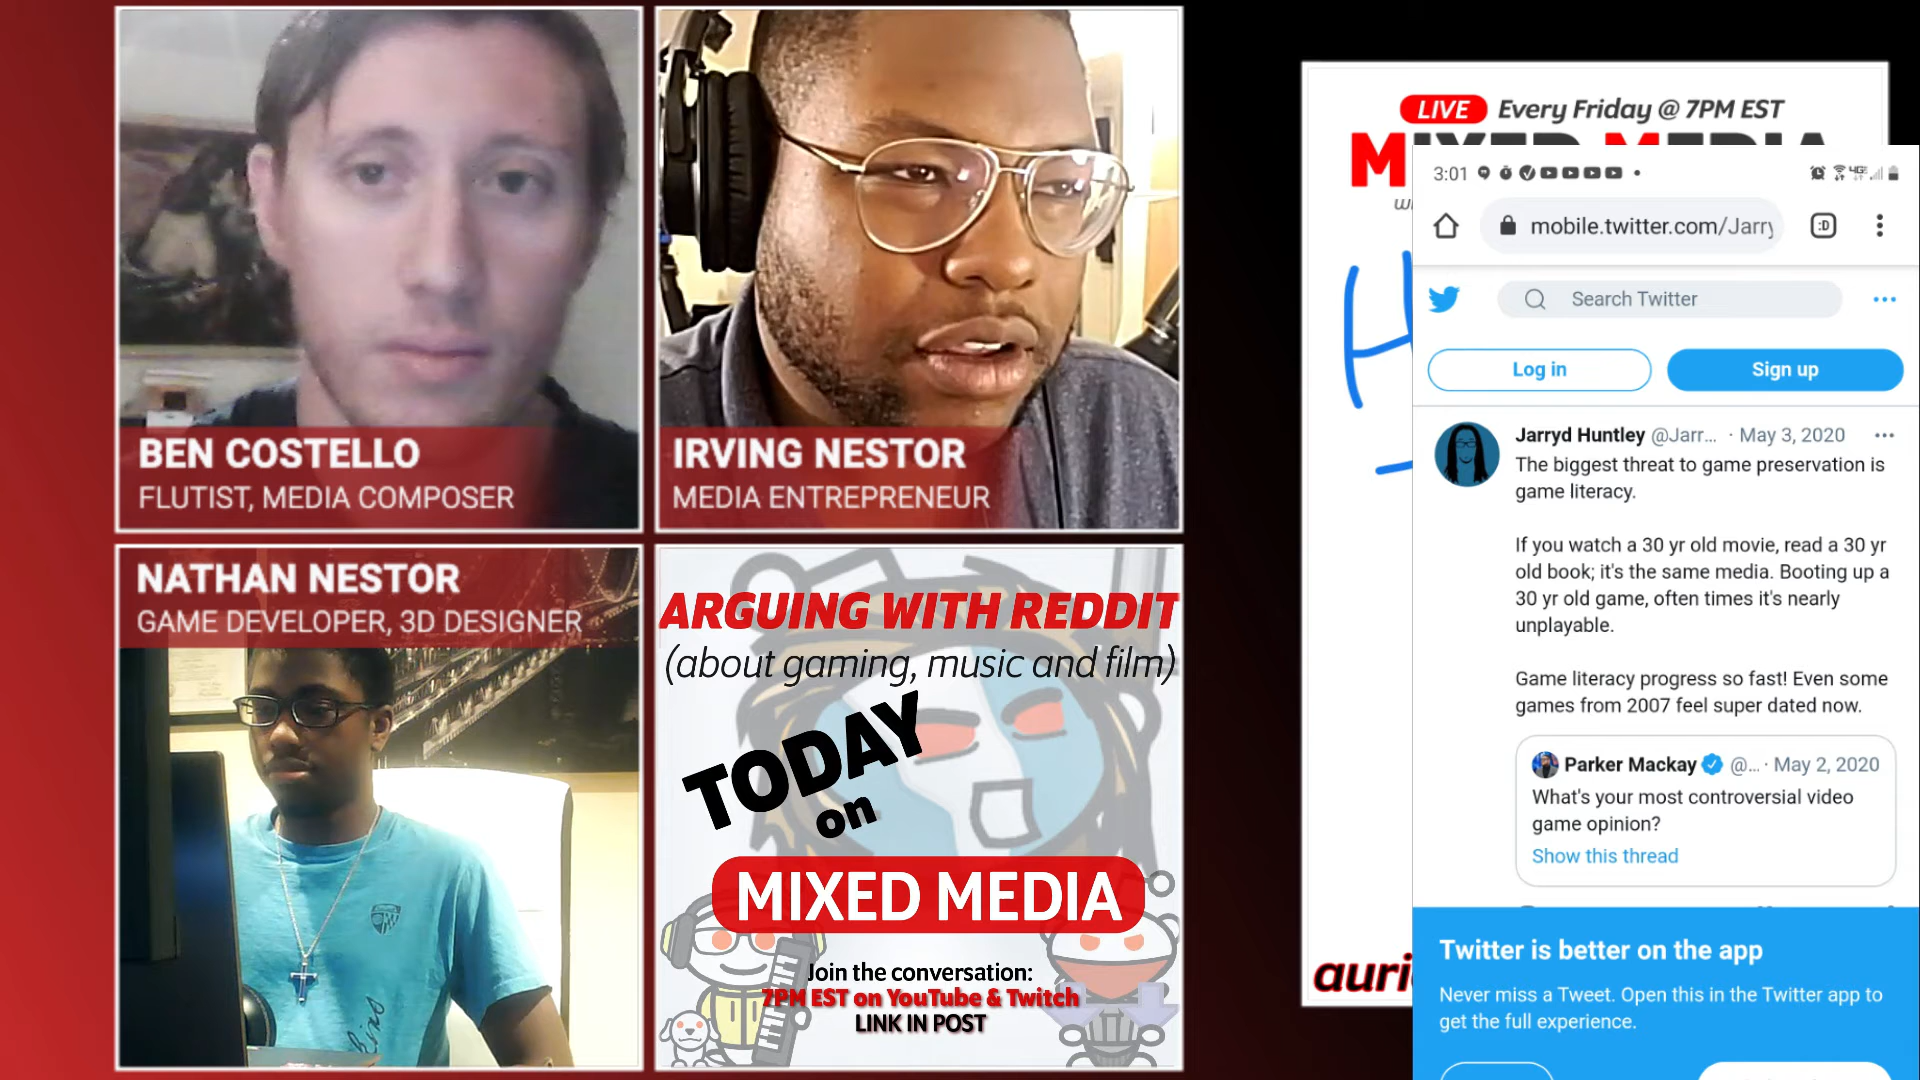 BEN COSTELLO
FLUTIST, MEDIA COMPOSER
IRVING NESTOR
MEDIA ENTREPRENEUR
NATHAN NESTOR
GAME DEVELOPER, 3D DESIGNER
ARGUING WITH REDDIT
(about gaming, music and film)
TODAY
on
MIXED MEDIA
Join the conversation:
7PM EST on YouTube & Twitch
LINK IN POST
LIVE Every Friday @ 7PM EST
MIXED MEDIA
3:01
mobile.twitter.com/Jarry
:D
Search Twitter
Log in
Sign up
Jarryd Huntley @Jarr... · May 3, 2020
The biggest threat to game preservation is
game literacy.
If you watch a 30 yr old movie, read a 30 yr
old book; it's the same media. Booting up a
30 yr old game, often times it's nearly
unplayable.
Game literacy progress so fast! Even some
games from 2007 feel super dated now.
Parker Mackay @... · May 2, 2020
What's your most controversial video
game opinion?
Show this thread
Twitter is better on the app
Never miss a Tweet. Open this in the Twitter app to
get the full experience.
auri